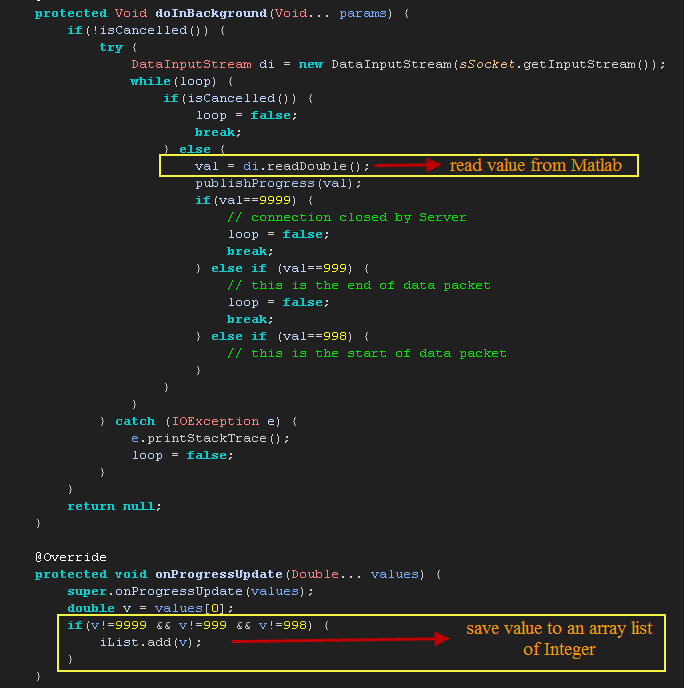 protected Void doInBackground(Void... params) {
if(!isCancelled()) {
try {
DataInputStream di = new DataInputStream(sSocket.getInputStream());
while(loop) {
if(isCancelled()) {
loop = false;
break;
} else {
val = di.readDouble(); read value from Matlab
publishProgress(val);
if(val==9999) {
// connection closed by Server
loop = false;
break;
} else if (val==999) {
// this is the end of data packet
loop = false;
break;
} else if (val==998) {
// this is the start of data packet
}
}
}
} catch (IOException e) {
e.printStackTrace();
loop = false;
}
}
return null;
}
@Override
protected void onProgressUpdate(Double... values) {
super.onProgressUpdate(values);
double v = values[0];
if(v!=9999 && v!=999 && v!=998) {
iList.add(v);
}
}
save value to an array list
of Integer